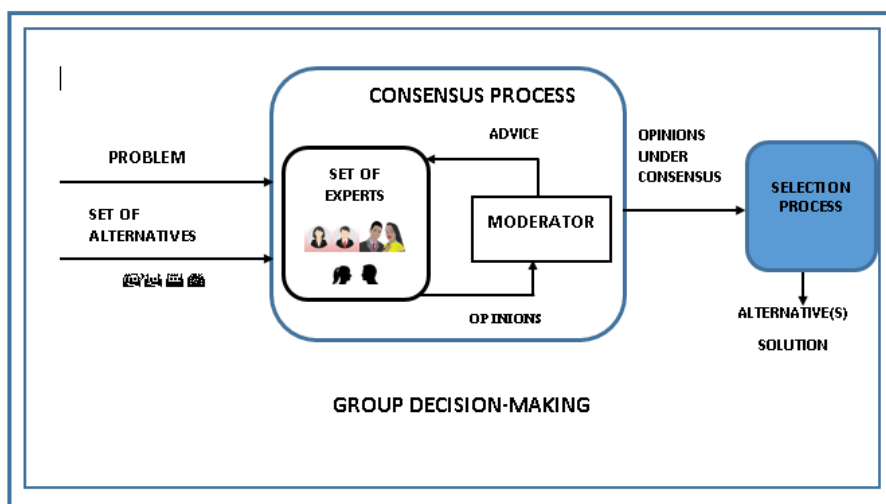 CONSENSUS PROCESS
PROBLEM
SET OF
ALTERNATIVES
SET OF
EXPERTS
ADVICE
MODERATOR
OPINIONS
OPINIONS
UNDER
CONSENSUS
SELECTION
PROCESS
ALTERNATIVE(S)
SOLUTION
GROUP DECISION-MAKING